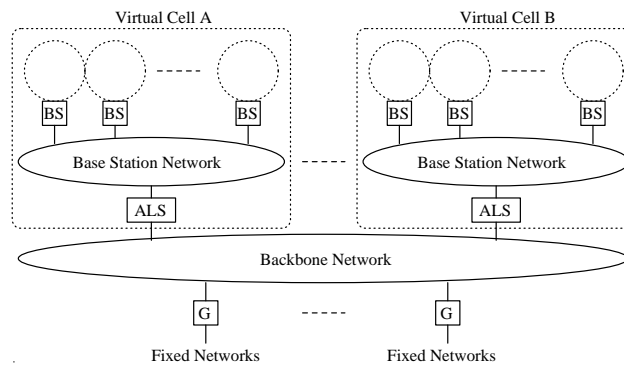 Virtual Cell A Virtual Cell B
BS BS BS BS BS BS
Base Station Network Base Station Network
ALS ALS
Backbone Network
G G
Fixed Networks Fixed Networks